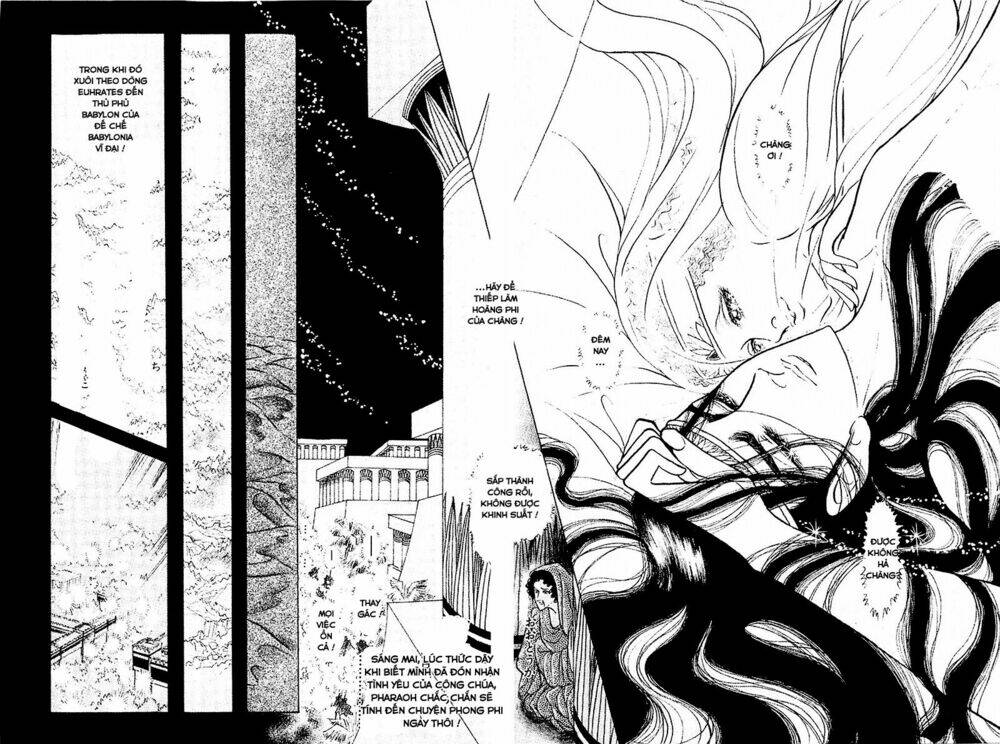 CHÀNG
ƠI !
...HÃY ĐỂ
THIẾP LÀM
HOÀNG PHI
CỦA CHÀNG !
ĐÊM
NAY
...
ĐƯỢC
KHÔNG
HẢ
CHÀNG?
SẮP THÀNH
CÔNG RỒI,
KHÔNG ĐƯỢC
KHINH SUẤT !
THAY
GÁC !
MỌI
VIỆC
ỔN
CẢ !
SÁNG MAI, LÚC THỨC DẬY
KHI BIẾT MÌNH ĐÃ ĐÓN NHẬN
TÌNH YÊU CỦA CÔNG CHÚA,
PHARAOH CHẮC CHẮN SẼ
TÍNH ĐẾN CHUYỆN PHONG PHI
NGAY THÔI !
TRONG KHI ĐÓ
XUÔI THEO DÒNG
EUHRATES ĐẾN
THỦ PHỦ
BABYLON CỦA
ĐẾ CHẾ
BABYLONIA
VĨ ĐẠI !